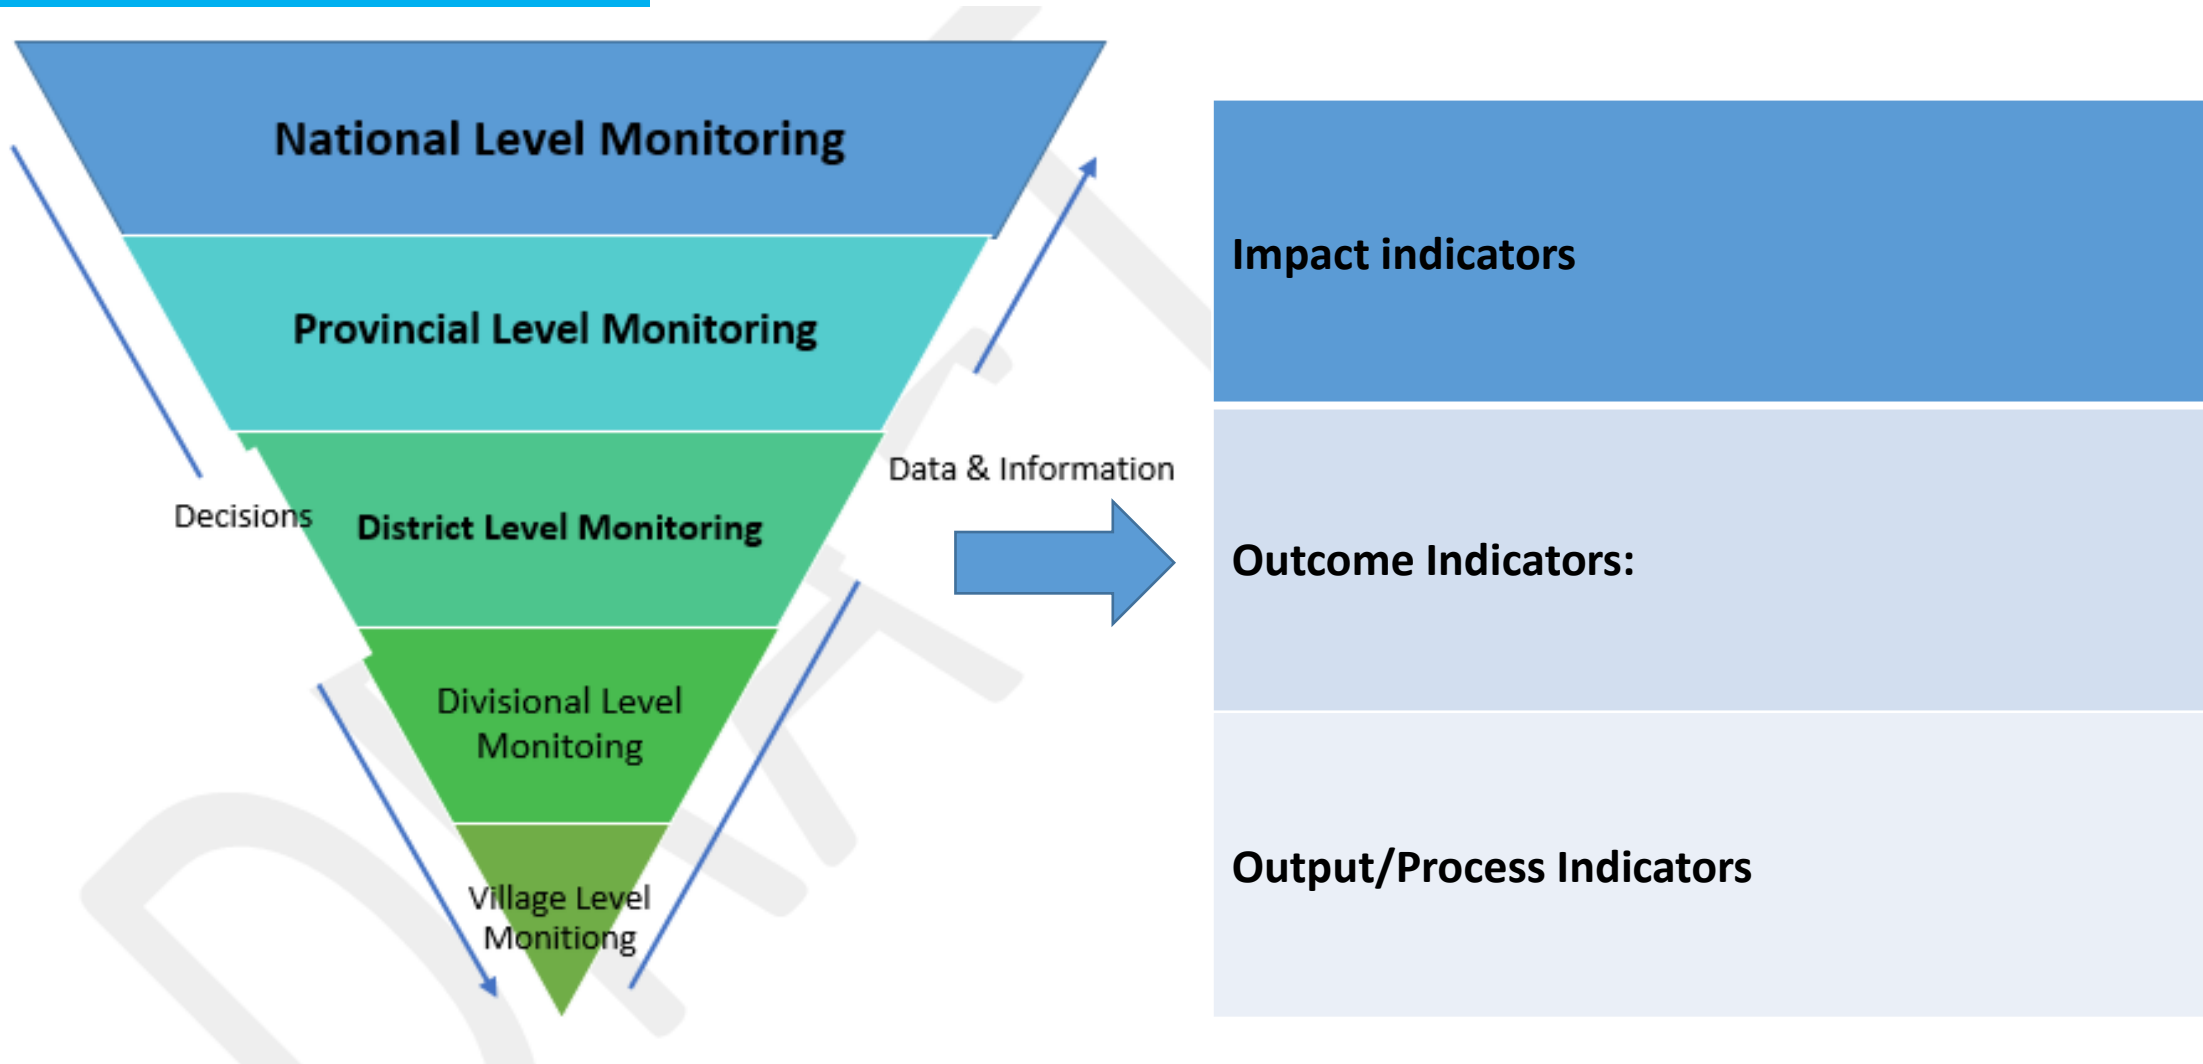 National Level Monitoring
Provincial Level Monitoring
District Level Monitoring
Divisional Level
Monitoing
Village Level
Monitiong
Decisions
Data & Information
Impact indicators
Outcome Indicators:
Output/Process Indicators